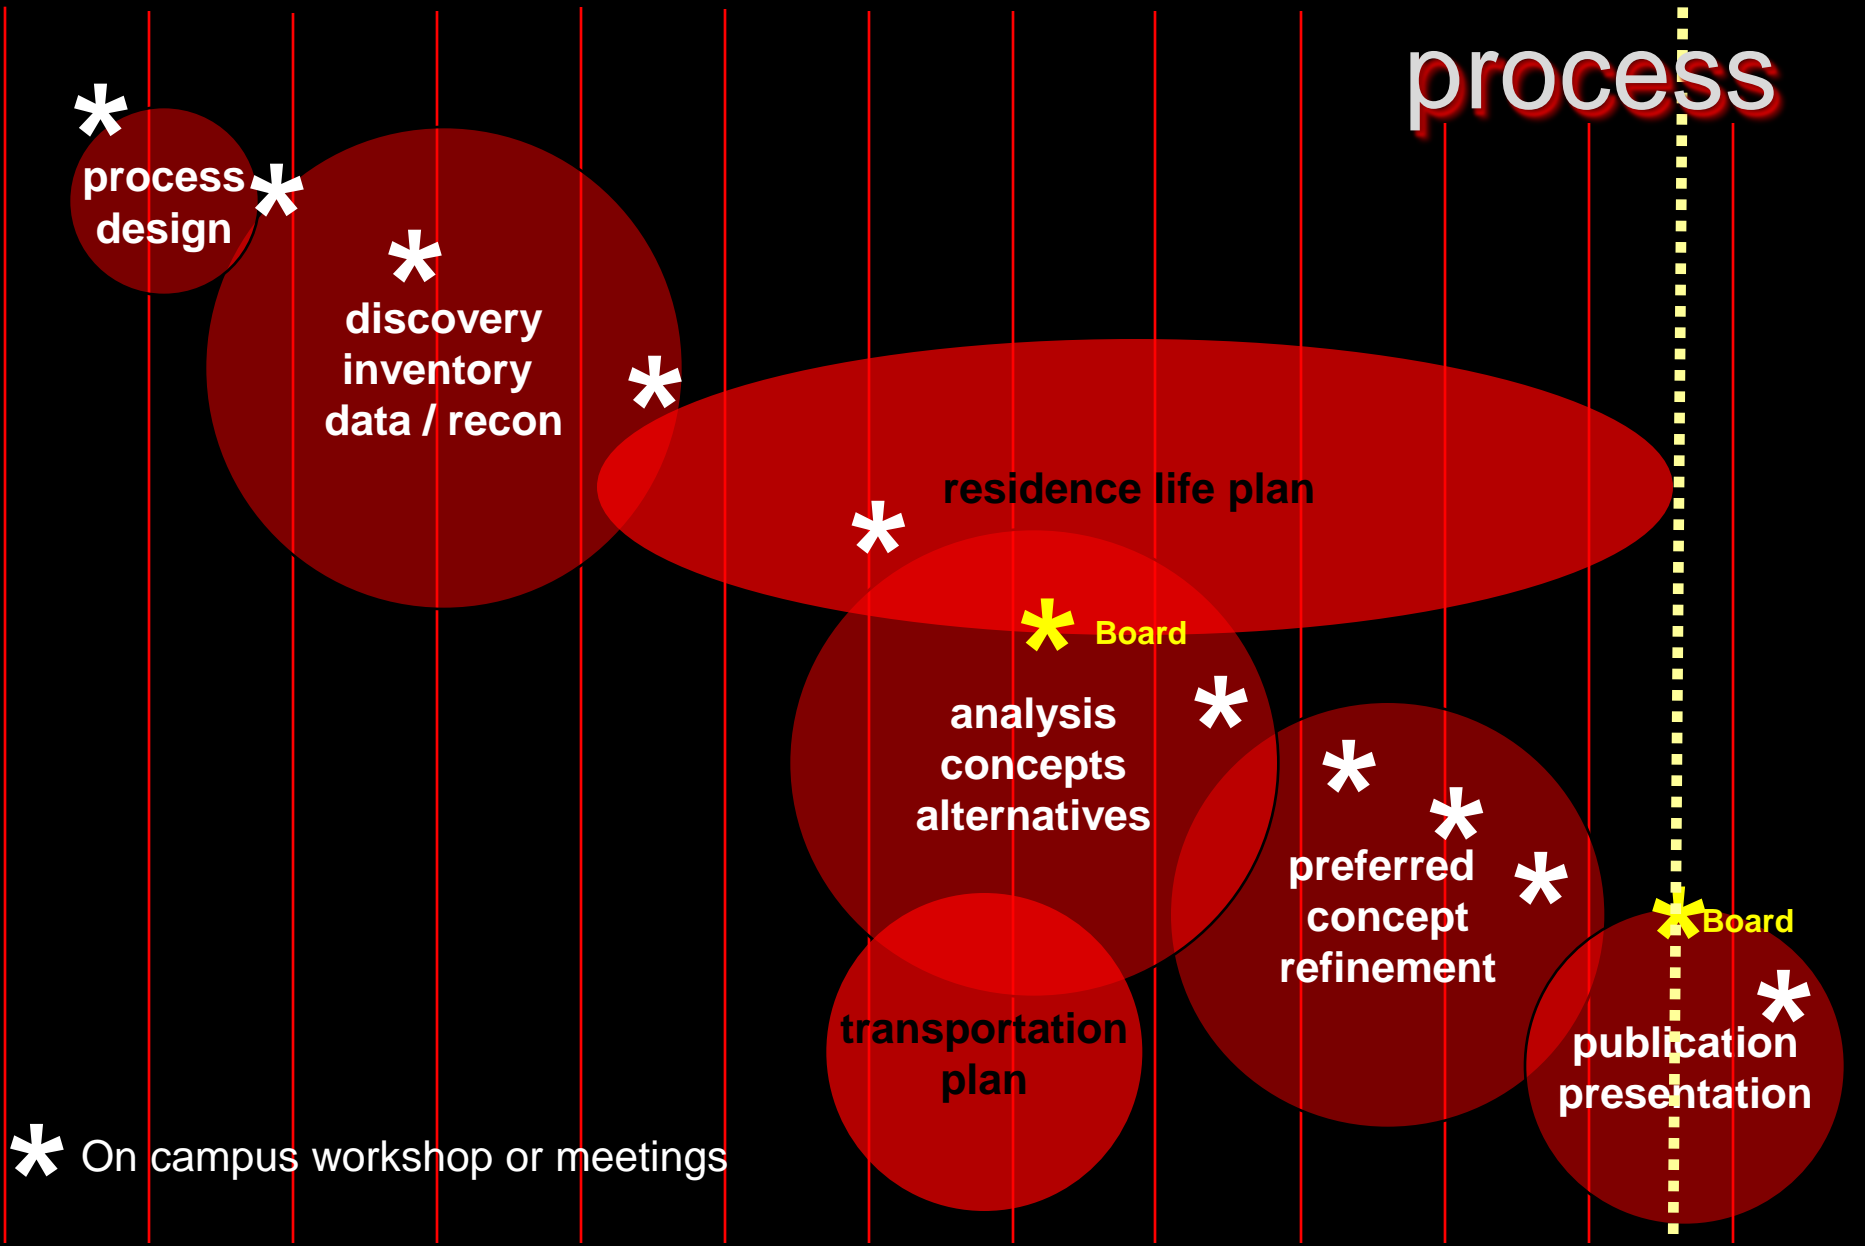 process
*
process
design
*
*
discovery
inventory
data / recon
*
residence life plan
*
* Board
analysis
concepts
alternatives
*
*
*
*
preferred
concept
refinement
* Board
*
publication
presentation
transportation
plan
* On campus workshop or meetings